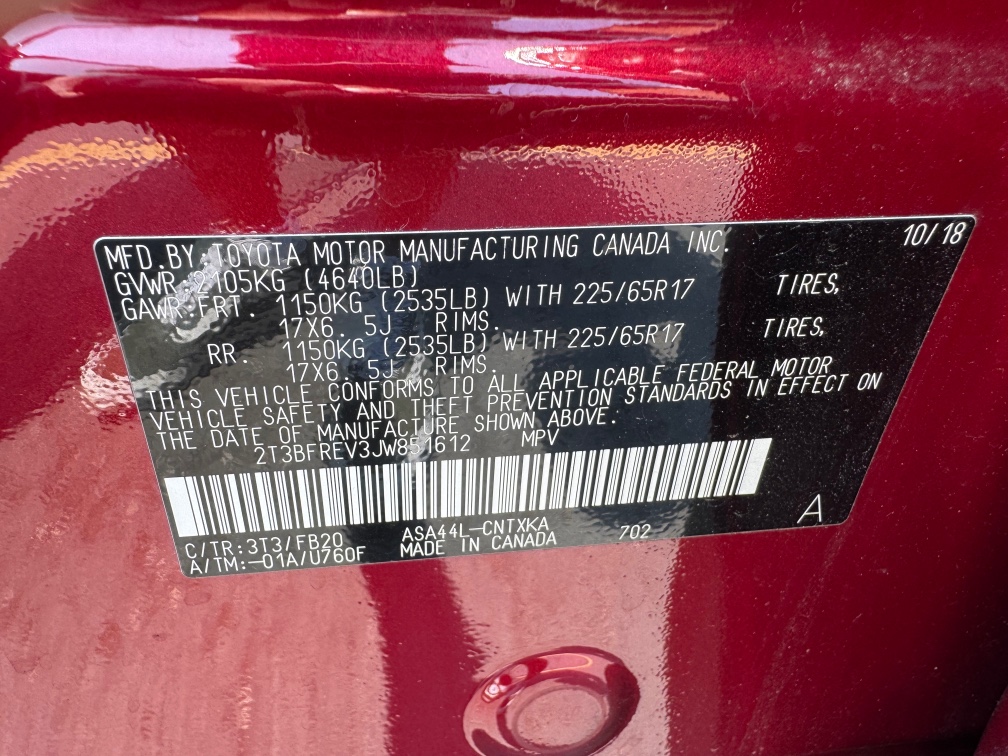 MFD. BY: TOYOTA MOTOR MANUFACTURING CANADA INC. 10/18
GVWR: 2105KG (4640LB)
GAWR: FRT. 1150KG (2535LB) WITH 225/65R17 TIRES,
17X6. 5J RIMS.
RR. 1150KG (2535LB) WITH 225/65R17 TIRES,
17X6. 5J RIMS.
THIS VEHICLE CONFORMS TO ALL APPLICABLE FEDERAL MOTOR
VEHICLE SAFETY AND THEFT PREVENTION STANDARDS IN EFFECT ON
THE DATE OF MANUFACTURE SHOWN ABOVE.
2T3BFREV3JW851612 MPV
A
C/TR: 3T3/FB20 ASA44L-CNTXKA 702
A/TM: -01A/U760F MADE IN CANADA